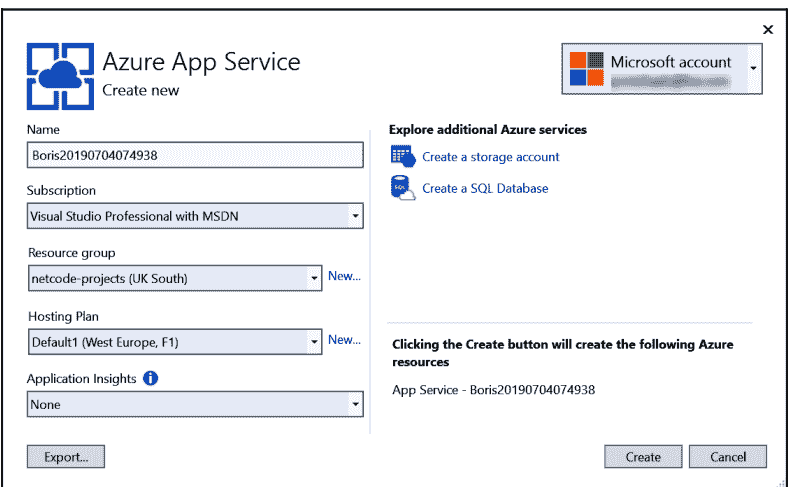 Azure App Service
Create new
Microsoft account
Name
Boris20190704074938
Subscription
Visual Studio Professional with MSDN
Resource group
netcode-projects (UK South)
New...
Hosting Plan
Default1 (West Europe, F1)
New...
Application Insights
None
Export...
Explore additional Azure services
Create a storage account
SQL
Create a SQL Database
Clicking the Create button will create the following Azure
resources
App Service - Boris20190704074938
Create
Cancel